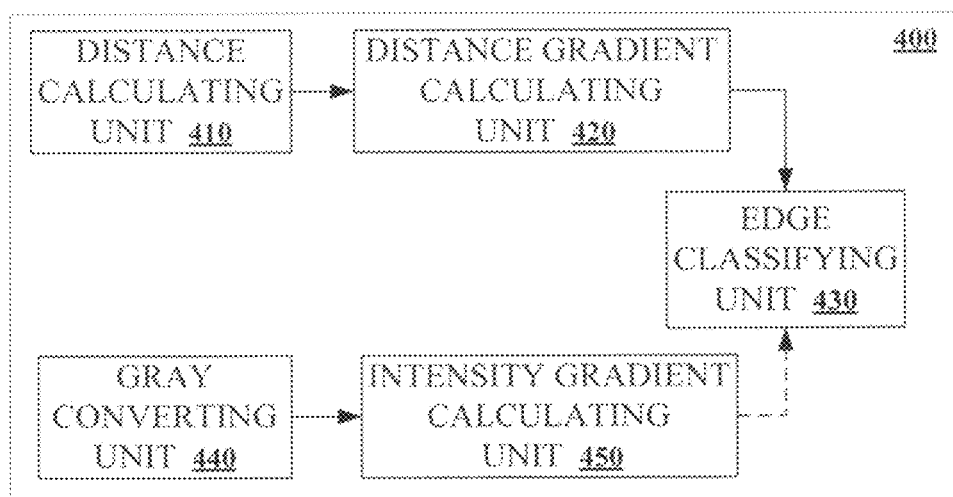 400
DISTANCE
CALCULATING
UNIT 410
DISTANCE GRADIENT
CALCULATING
UNIT 420
EDGE
CLASSIFYING
UNIT 430
GRAY
CONVERTING
UNIT 440
INTENSITY GRADIENT
CALCULATING
UNIT 450